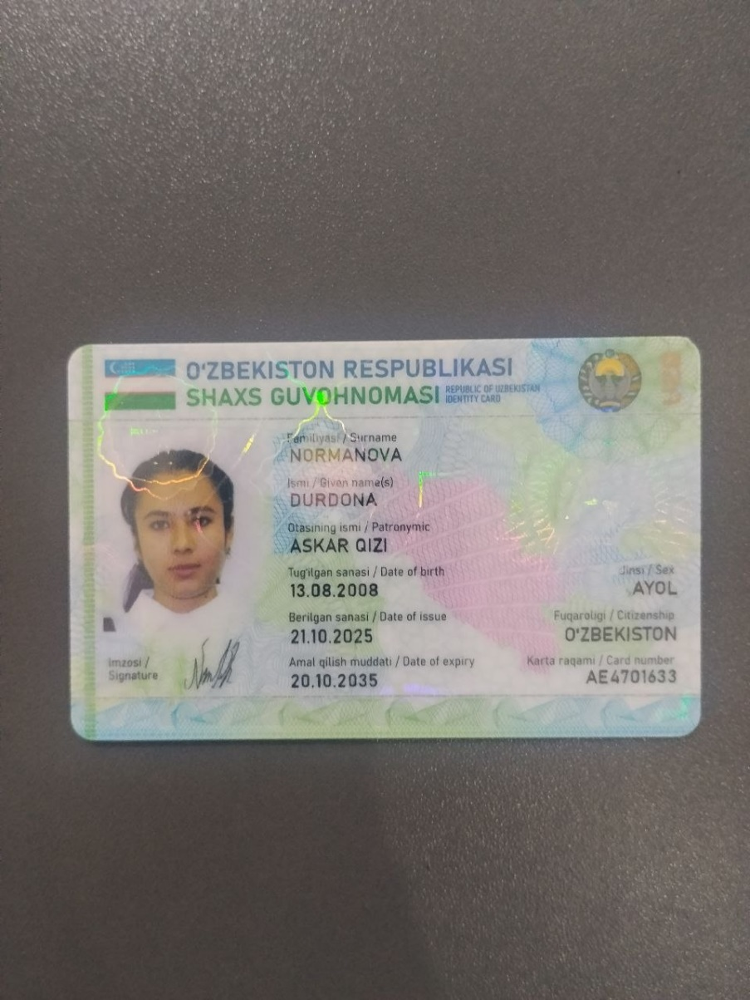 O‘ZBEKISTON RESPUBLIKASI
SHAXS GUVOHNOMASI
REPUBLIC OF UZBEKISTAN
IDENTITY CARD
Familiyasi / Surname
NORMANOVA
Ismi / Given name(s)
DURDONA
Otasining ismi / Patronymic
ASKAR QIZI
Tug‘ilgan sanasi / Date of birth
13.08.2008
Jinsi / Sex
AYOL
Berilgan sanasi / Date of issue
21.10.2025
Fuqaroligi / Citizenship
O‘ZBEKISTON
Amal qilish muddati / Date of expiry
20.10.2035
Karta raqami / Card number
AE4701633
Imzosi /
Signature